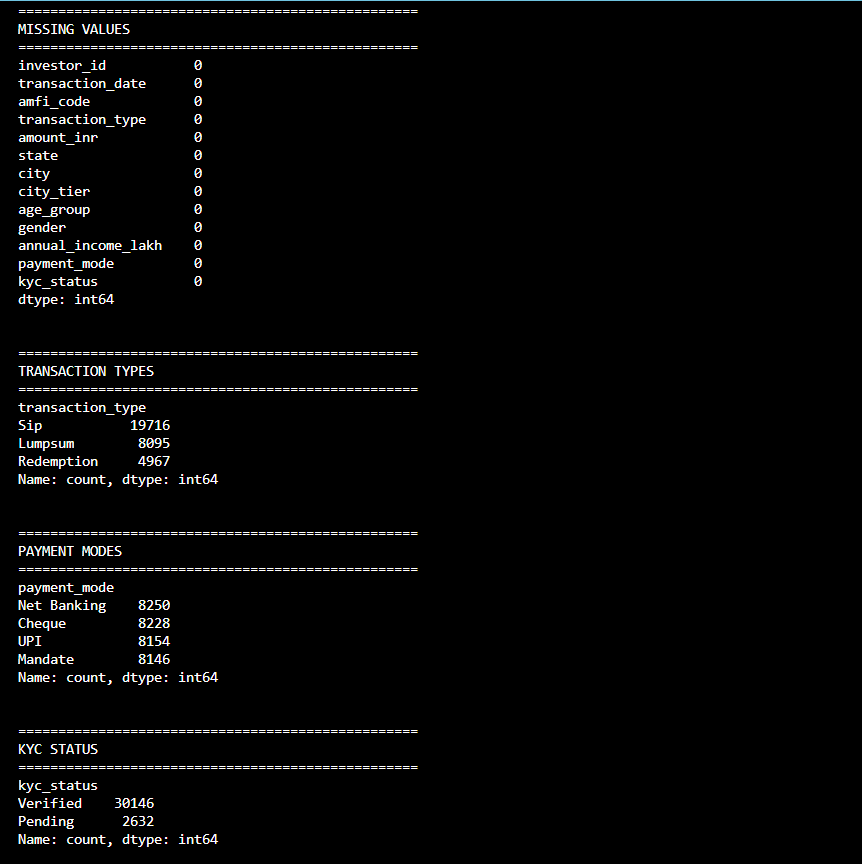 ==================================================
MISSING VALUES
==================================================
investor_id           0
transaction_date      0
amfi_code             0
transaction_type      0
amount_inr            0
state                 0
city                  0
city_tier             0
age_group             0
gender                0
annual_income_lakh    0
payment_mode          0
kyc_status            0
dtype: int64
==================================================
TRANSACTION TYPES
==================================================
transaction_type
Sip           19716
Lumpsum        8095
Redemption     4967
Name: count, dtype: int64
==================================================
PAYMENT MODES
==================================================
payment_mode
Net Banking    8250
Cheque         8228
UPI            8154
Mandate        8146
Name: count, dtype: int64
==================================================
KYC STATUS
==================================================
kyc_status
Verified    30146
Pending      2632
Name: count, dtype: int64